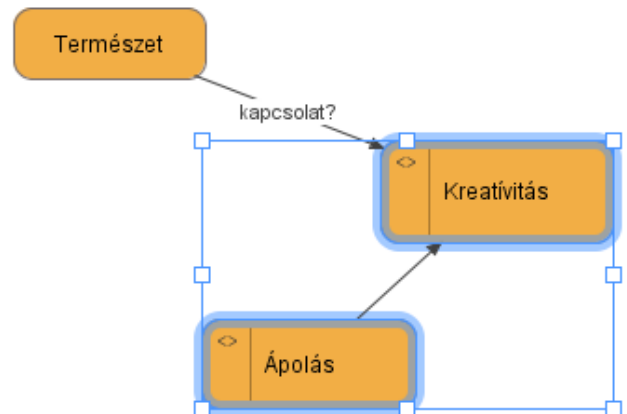 Természet
kapcsolat?
<> Kreatívitás
<> Ápolás